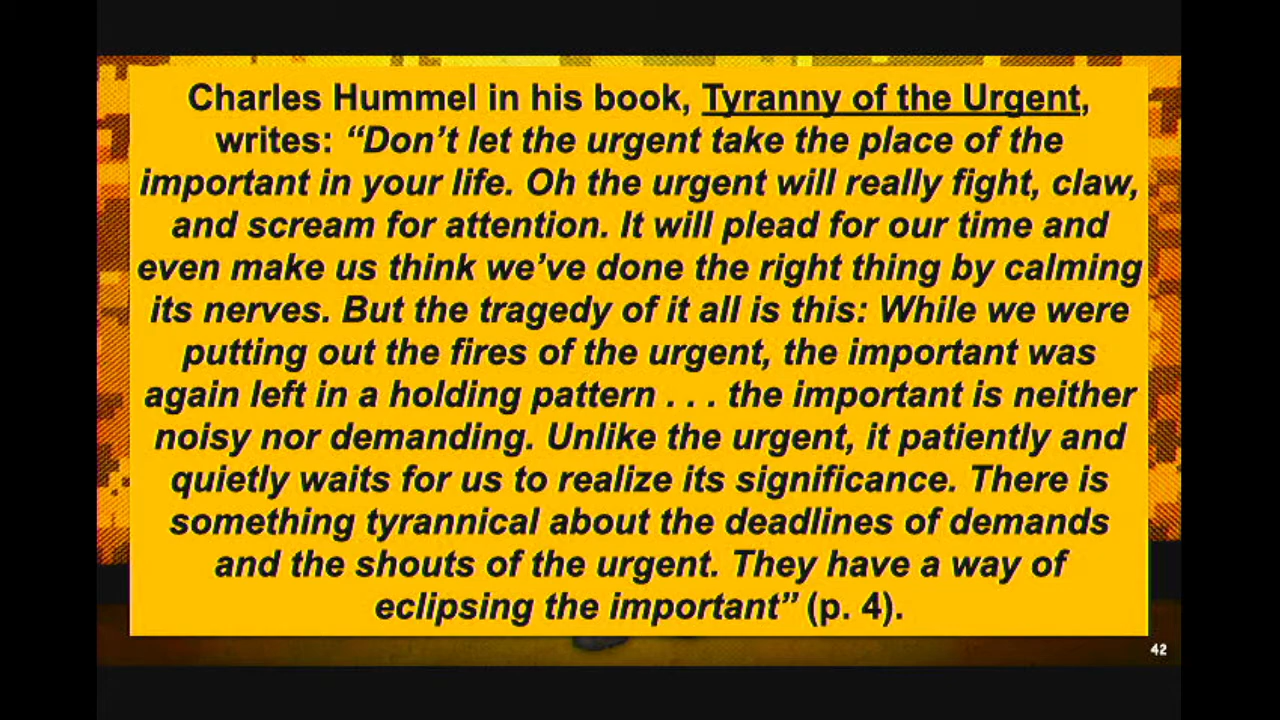 Charles Hummel in his book, Tyranny of the Urgent,
writes: “Don’t let the urgent take the place of the
important in your life. Oh the urgent will really fight, claw,
and scream for attention. It will plead for our time and
even make us think we’ve done the right thing by calming
its nerves. But the tragedy of it all is this: While we were
putting out the fires of the urgent, the important was
again left in a holding pattern . . . the important is neither
noisy nor demanding. Unlike the urgent, it patiently and
quietly waits for us to realize its significance. There is
something tyrannical about the deadlines of demands
and the shouts of the urgent. They have a way of
eclipsing the important” (p. 4).
42